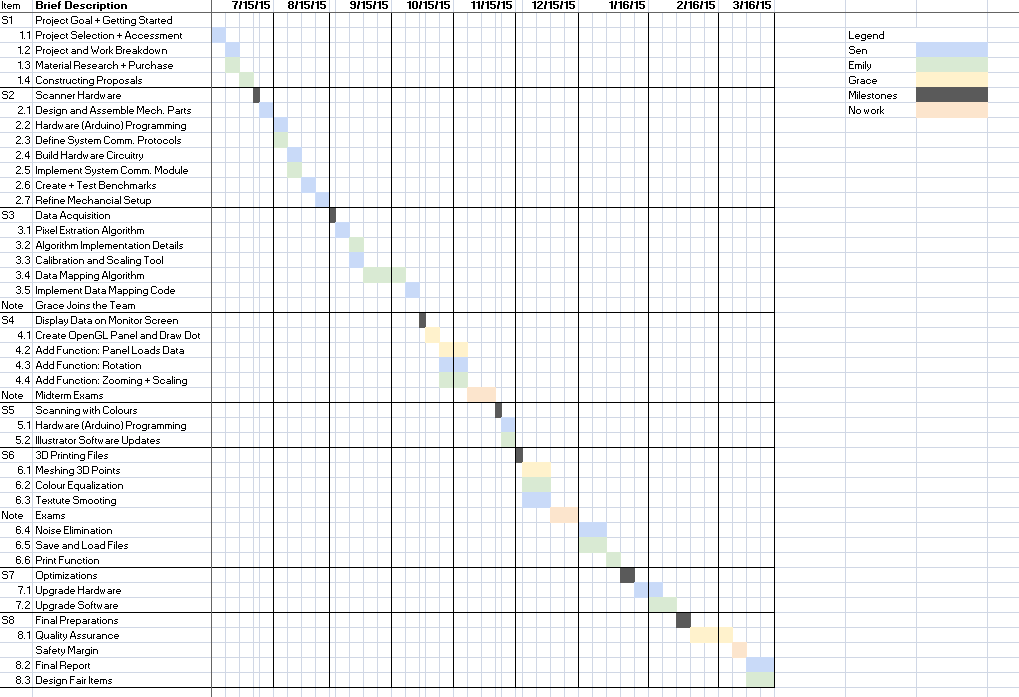 Item Brief Description 7/15/15 8/15/15 9/15/15 10/15/15 11/15/15 12/15/15 1/16/15 2/16/15 3/16/15
S1 Project Goal + Getting Started
1.1 Project Selection + Accessment
Legend
1.2 Project and Work Breakdown
Sen
1.3 Material Research + Purchase
Emily
1.4 Constructing Proposals
Grace
S2 Scanner Hardware
Milestones
2.1 Design and Assemble Mech. Parts
No work
2.2 Hardware (Arduino) Programming
2.3 Define System Comm. Protocols
2.4 Build Hardware Circuitry
2.5 Implement System Comm. Module
2.6 Create + Test Benchmarks
2.7 Refine Mechancial Setup
S3 Data Acquisition
3.1 Pixel Extration Algorithm
3.2 Algorithm Implementation Details
3.3 Calibration and Scaling Tool
3.4 Data Mapping Algorithm
3.5 Implement Data Mapping Code
Note Grace Joins the Team
S4 Display Data on Monitor Screen
4.1 Create OpenGL Panel and Draw Dot
4.2 Add Function: Panel Loads Data
4.3 Add Function: Rotation
4.4 Add Function: Zooming + Scaling
Note Midterm Exams
S5 Scanning with Colours
5.1 Hardware (Arduino) Programming
5.2 Illustrator Software Updates
S6 3D Printing Files
6.1 Meshing 3D Points
6.2 Colour Equalization
6.3 Textute Smooting
Note Exams
6.4 Noise Elimination
6.5 Save and Load Files
6.6 Print Function
S7 Optimizations
7.1 Upgrade Hardware
7.2 Upgrade Software
S8 Final Preparations
8.1 Quality Assurance
Safety Margin
8.2 Final Report
8.3 Design Fair Items